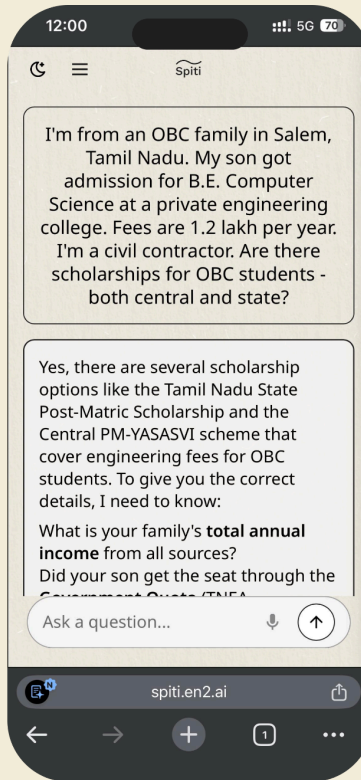 12:00
5G 70
Spiti
I'm from an OBC family in Salem,
Tamil Nadu. My son got
admission for B.E. Computer
Science at a private engineering
college. Fees are 1.2 lakh per year.
I'm a civil contractor. Are there
scholarships for OBC students -
both central and state?
Yes, there are several scholarship
options like the Tamil Nadu State
Post-Matric Scholarship and the
Central PM-YASASVI scheme that
cover engineering fees for OBC
students. To give you the correct
details, I need to know:
What is your family's total annual
income from all sources?
Did your son get the seat through the
Government Quota (TNEA
Ask a question...
N
spiti.en2.ai
1